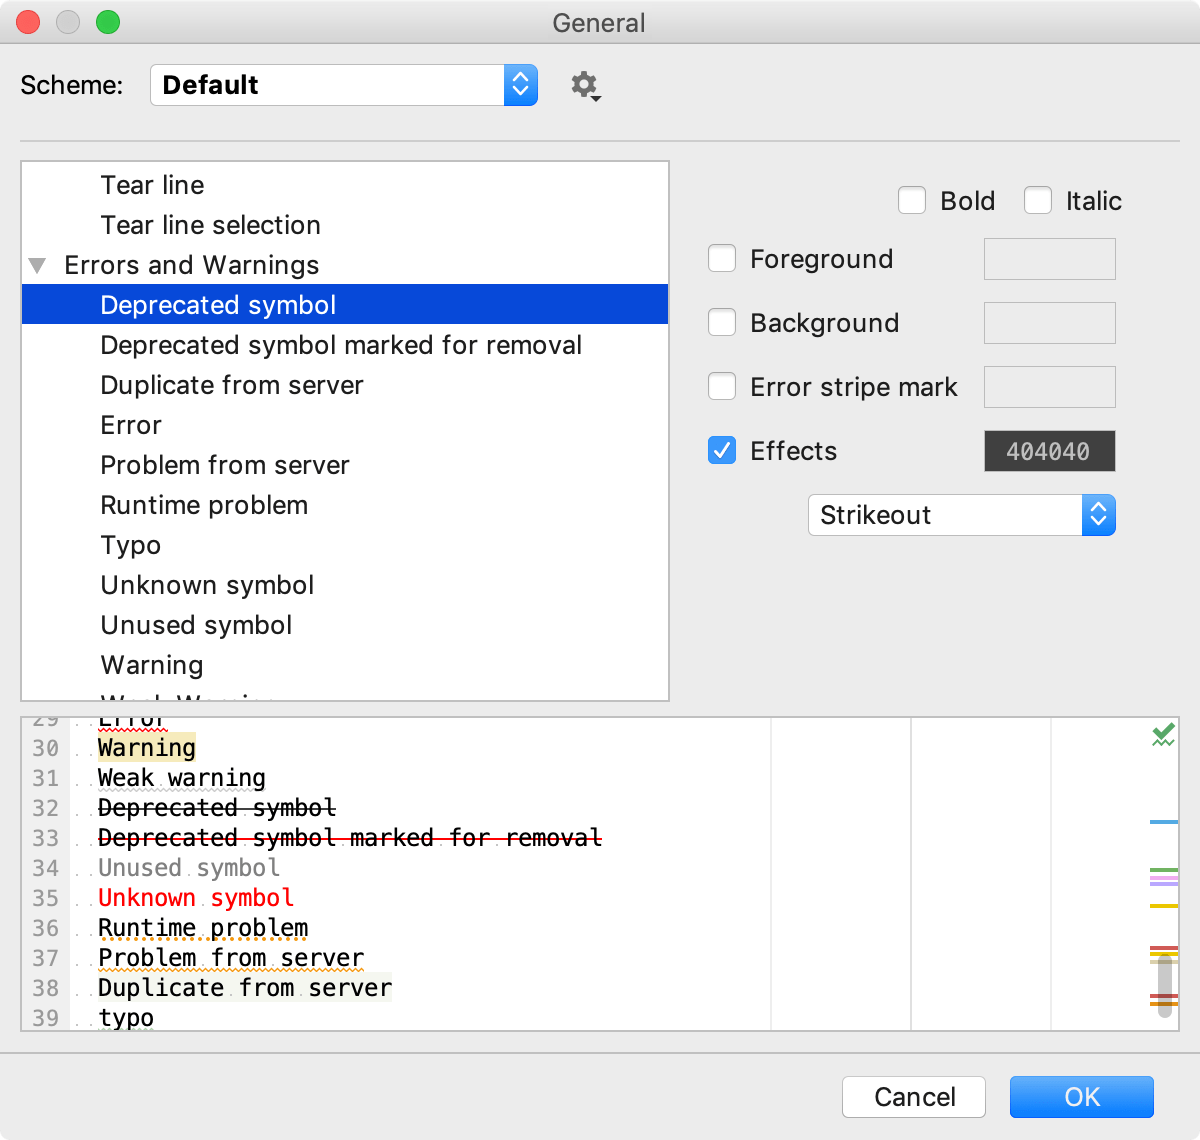 General
Scheme: Default
Tear line
Tear line selection
Errors and Warnings
Deprecated symbol
Deprecated symbol marked for removal
Duplicate from server
Error
Problem from server
Runtime problem
Typo
Unknown symbol
Unused symbol
Warning
Weak Warning
Bold Italic
Foreground
Background
Error stripe mark
Effects 404040
Strikeout
29 Error
30 Warning
31 Weak warning
32 Deprecated symbol
33 Deprecated symbol marked for removal
34 Unused symbol
35 Unknown symbol
36 Runtime problem
37 Problem from server
38 Duplicate from server
39 typo
Cancel OK